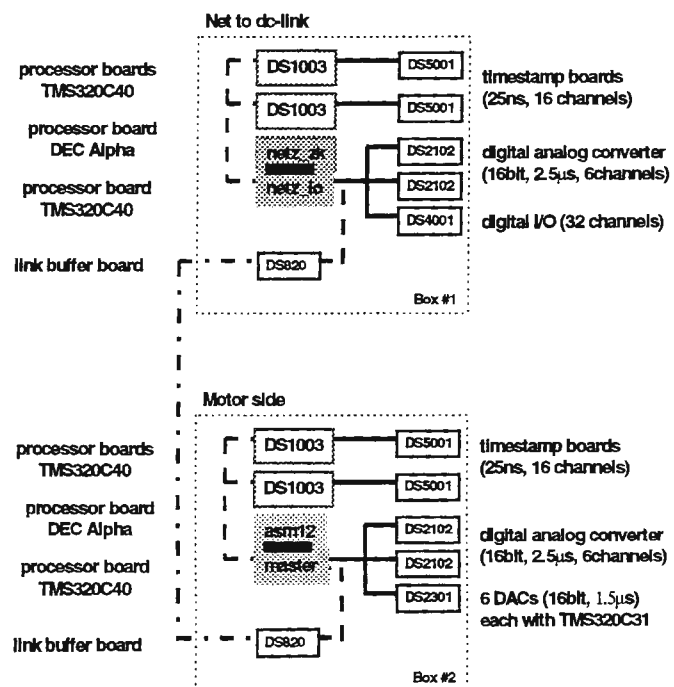 Net to dc-link
processor boards
TMS320C40
DS1003
DS5001
timestamp boards
(25ns, 16 channels)
DS1003
DS5001
processor board
DEC Alpha
netz_zk
DS2102
digital analog converter
(16bit, 2.5μs, 6channels)
processor board
TMS320C40
netz_io
DS2102
DS4001
digital I/O (32 channels)
link buffer board
DS820
Box #1
Motor side
processor boards
TMS320C40
DS1003
DS5001
timestamp boards
(25ns, 16 channels)
DS1003
DS5001
processor board
DEC Alpha
asm12
DS2102
digital analog converter
(16bit, 2.5μs, 6channels)
processor board
TMS320C40
master
DS2102
DS2301
6 DACs (16bit, 1.5μs)
each with TMS320C31
link buffer board
DS820
Box #2